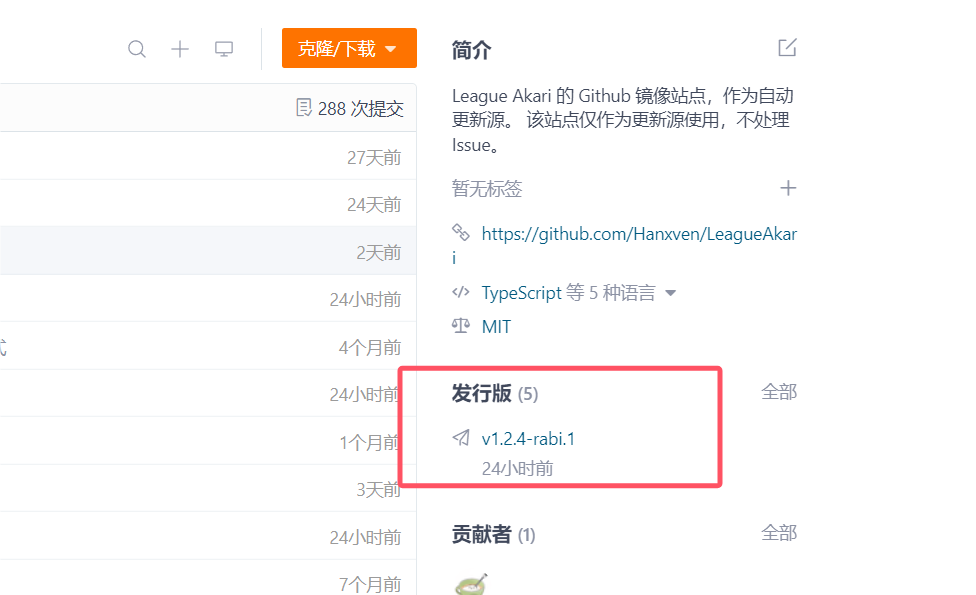 克隆/下载
288 次提交
27天前
24天前
2天前
24小时前
4个月前
24小时前
1个月前
3天前
24小时前
7个月前
简介
League Akari 的 Github 镜像站点，作为自动
更新源。 该站点仅作为更新源使用，不处理
Issue。
暂无标签
https://github.com/Hanxven/LeagueAkar
i
TypeScript 等 5 种语言
MIT
发行版 (5)
全部
v1.2.4-rabi.1
24小时前
贡献者 (1)
全部